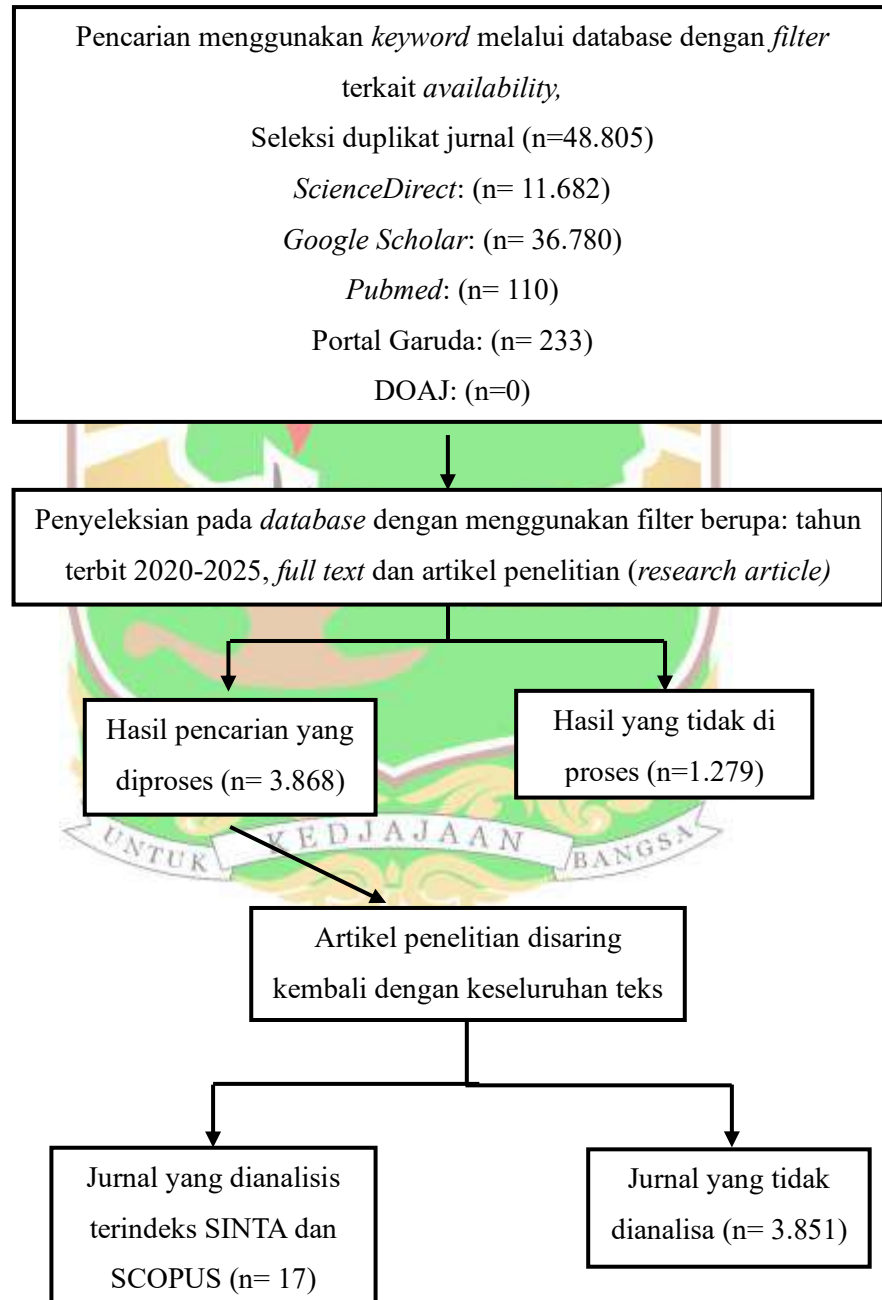 Pencarian menggunakan keyword melalui database dengan filter
terkait availability,
Seleksi duplikat jurnal (n=48.805)
ScienceDirect: (n= 11.682)
Google Scholar: (n= 36.780)
Pubmed: (n= 110)
Portal Garuda: (n= 233)
DOAJ: (n=0)
Penyeleksian pada database dengan menggunakan filter berupa: tahun
terbit 2020-2025, full text dan artikel penelitian (research article)
Hasil pencarian yang
diproses (n= 3.868)
Hasil yang tidak di
proses (n=1.279)
UNTUK KEDJAJAAN BANGSA
Artikel penelitian disaring
kembali dengan keseluruhan teks
Jurnal yang dianalisis
terindeks SINTA dan
SCOPUS (n= 17)
Jurnal yang tidak
dianalisa (n= 3.851)